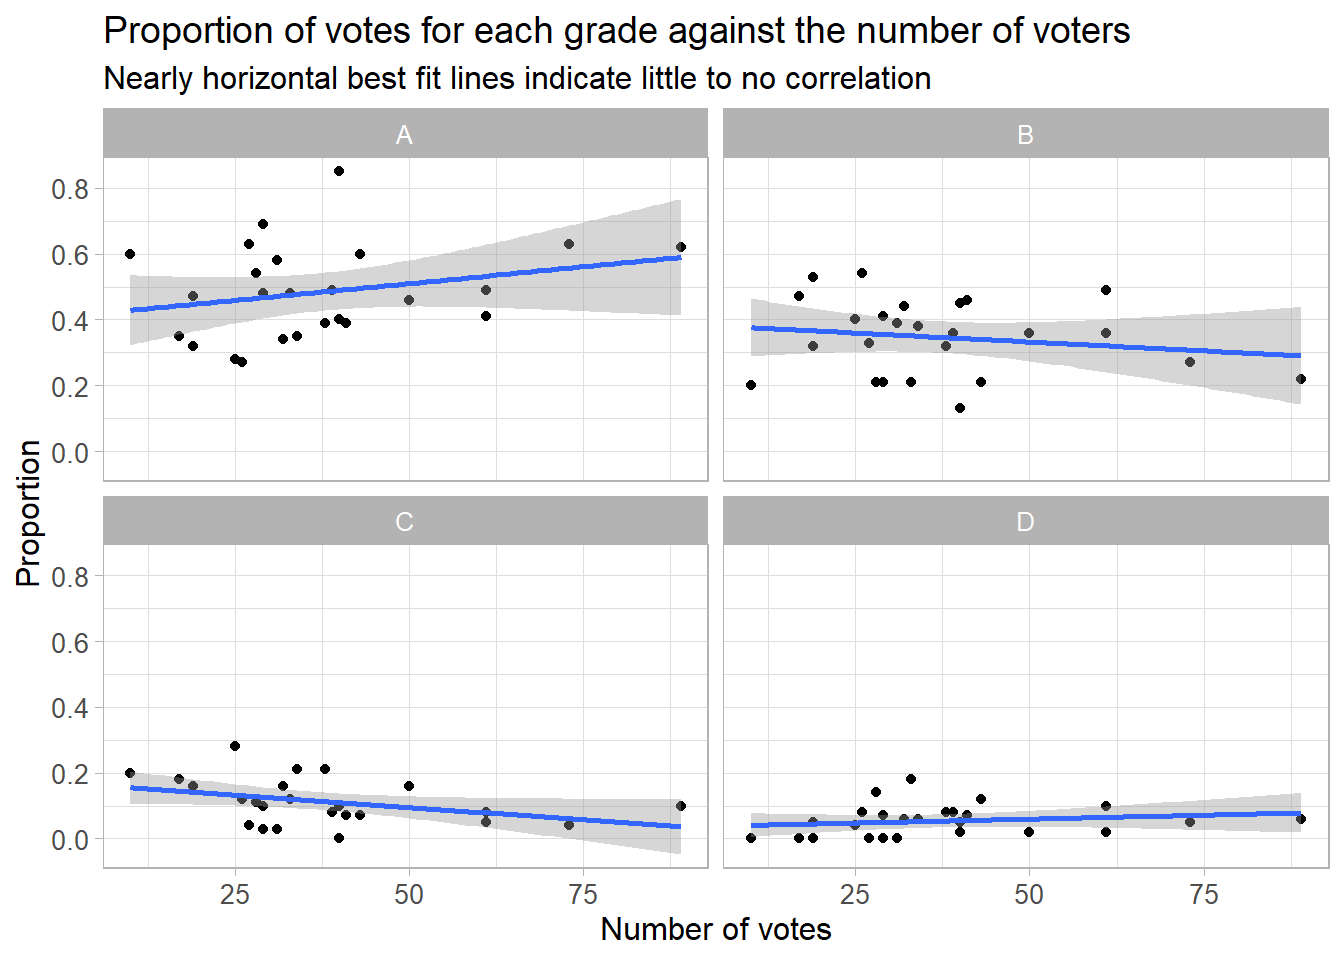 Proportion of votes for each grade against the number of voters
Nearly horizontal best fit lines indicate little to no correlation
A
B
0.8
0.6
0.4
0.2
0.0
C
D
0.8
0.6
0.4
0.2
0.0
Proportion
25
50
75
25
50
75
Number of votes